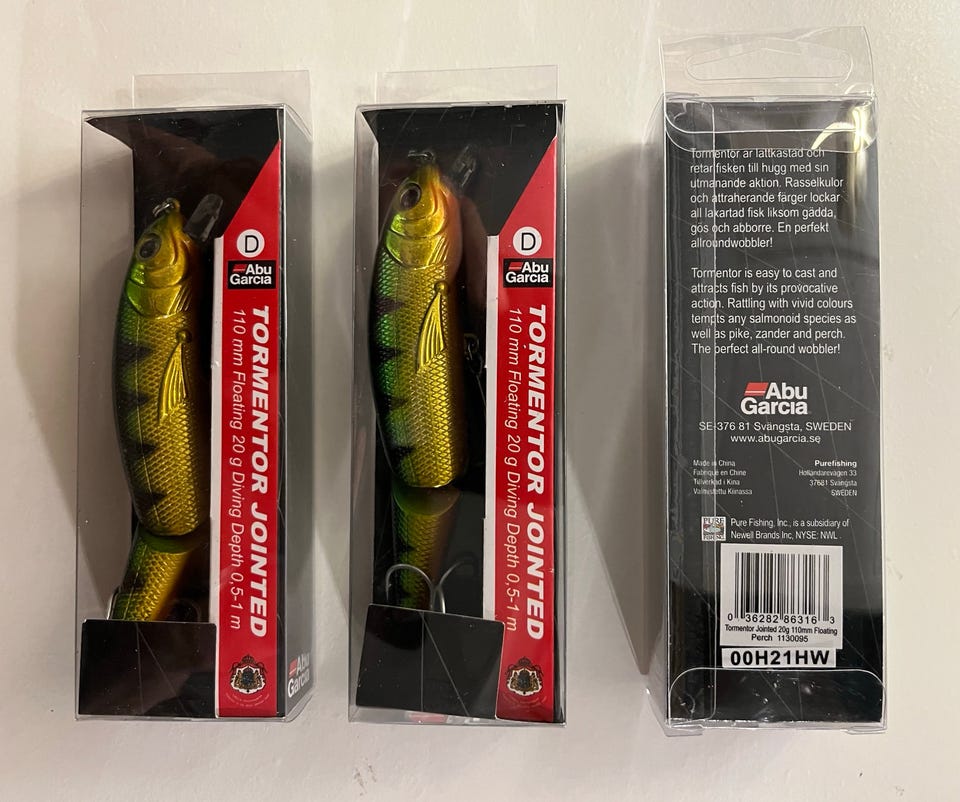 D
Abu
Garcia
TORMENTOR JOINTED
110 mm Floating 20 g Diving Depth 0,5-1 m
Abu
Garcia
D
Abu
Garcia
TORMENTOR JOINTED
110 mm Floating 20 g Diving Depth 0,5-1 m
Tormentor är lättkastad och
retar fisken till hugg med sin
utmanande aktion. Rasselkulor
och attraherande färger lockar
all laxartad fisk liksom gädda,
gös och abborre. En perfekt
allroundwobbler!
Tormentor is easy to cast and
attracts fish by its provocative
action. Rattling with vivid colours
tempts any salmonoid species as
well as pike, zander and perch.
The perfect all-round wobbler!
Abu
Garcia
SE-376 81 Svängsta, SWEDEN
www.abugarcia.se
Made in China
Fabriqué en Chine
Tillverkad i Kina
Valmistettu Kiinassa
Purefishing
Hollandarevägen 33
37681 Svängsta
SWEDEN
PURE
FISHING
Pure Fishing, Inc., is a subsidiary of
Newell Brands Inc, NYSE: NWL
0 36282 86316 3
Tormentor Jointed 20g 110mm Floating
Perch 1130095
00H21HW